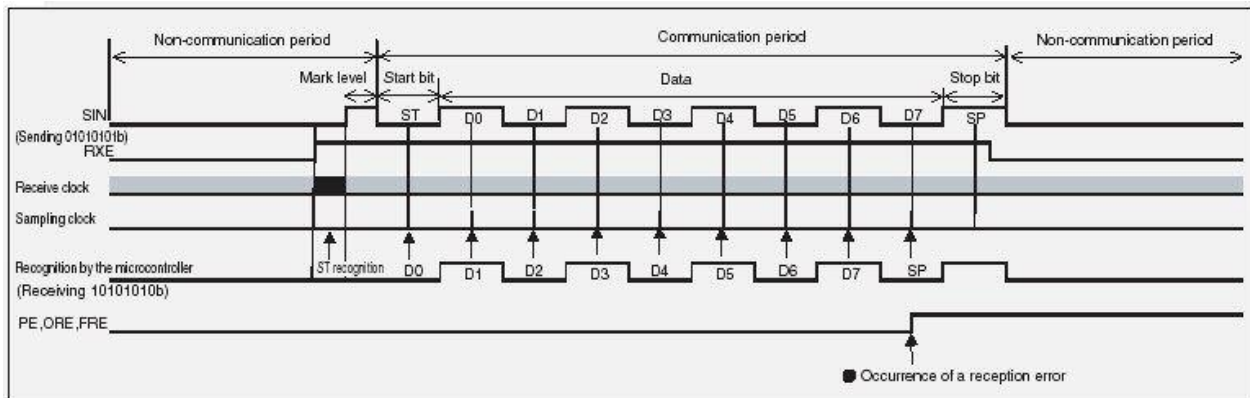 Non-communication period Communication period Non-communication period
Mark level Start bit Data Stop bit
SIN ST D0 D1 D2 D3 D4 D5 D6 D7 SP
(Sending 01010101b)
RXE
Receive clock
Sampling clock
Recognition by the microcontroller ST recognition D0 D1 D2 D3 D4 D5 D6 D7 SP
(Receiving 10101010b)
PE,ORE,FRE
Occurrence of a reception error